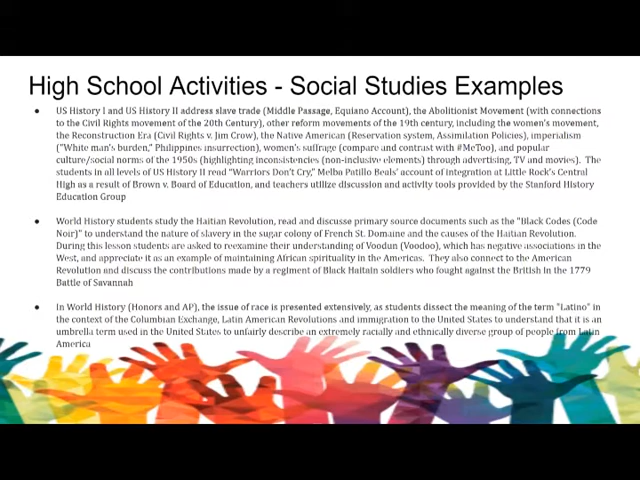 High School Activities - Social Studies Examples
● US History I and US History II address slave trade (Middle Passage, Equiano Account), the Abolitionist Movement (with connections
to the Civil Rights movement of the 20th Century), other reform movements of the 19th century, including the women's movement,
the Reconstruction Era (Civil Rights v. Jim Crow), the Native American (Reservation system, Assimilation Policies), imperialism
("White man's burden," Philippines insurrection), women's suffrage (compare and contrast with #MeToo), and popular
culture/social norms of the 1950s (highlighting inconsistencies (non-inclusive elements) through advertising, TV and movies). The
students in all levels of US History II read "Warriors Don't Cry," Melba Patillo Beals' account of integration at Little Rock's Central
High as a result of Brown v. Board of Education, and teachers utilize discussion and activity tools provided by the Stanford History
Education Group
● World History students study the Haitian Revolution, read and discusse primary source documents such as the "Black Codes (Code
Noir)" to understand the nature of slavery in the sugar colony of French St. Domaine and the causes of the Haitian Revolution.
During this lesson students are asked to reexamine their understanding of Voodun (Voodoo), which has negative associations in the
West, and appreciate it as an example of maintaining African spirituality in the Americas. They also connect to the American
Revolution and discuss the contributions made by a regiment of Black Haitain soldiers who fought against the British in the 1779
Battle of Savannah
● In World History (Honors and AP), the issue of race is presented extensively, as students dissect the meaning of the term "Latino" in
the context of the Columbian Exchange, Latin American Revolutions and immigration to the United States to understand that it is an
umbrella term used in the United States to unfairly describe an extremely racially and ethnically diverse group of people from Latin
America